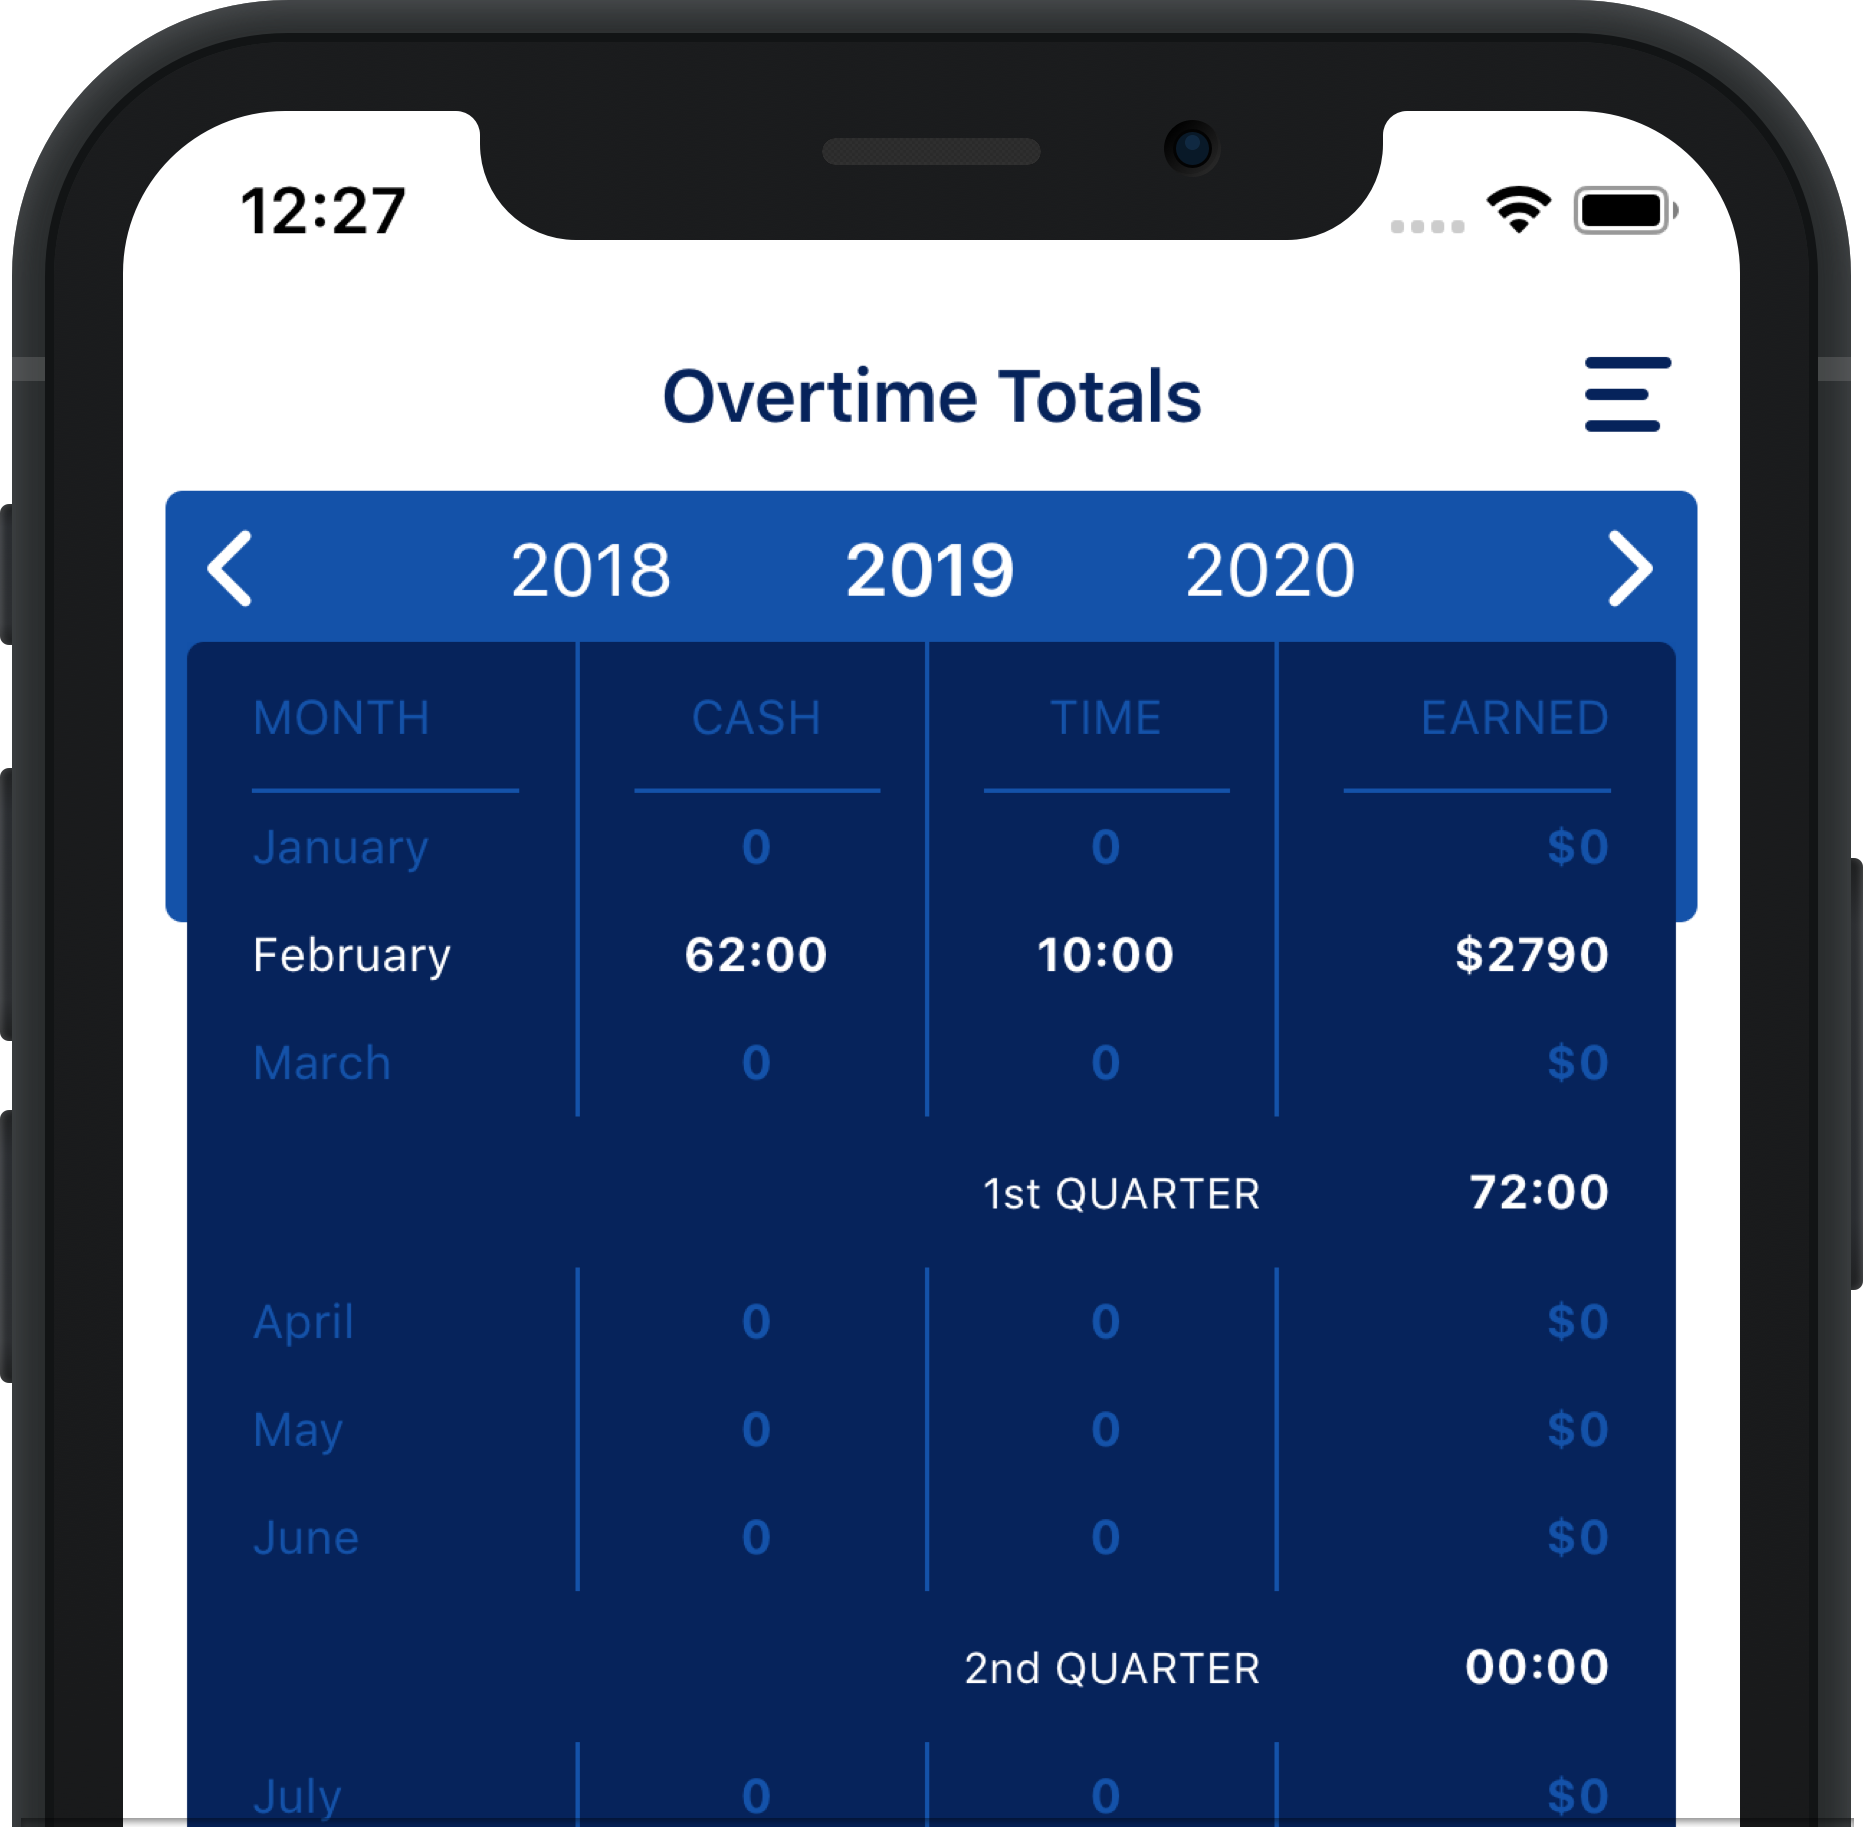 12:27
Overtime Totals
2018 2019 2020
MONTH CASH TIME EARNED
January 0 0 $0
February 62:00 10:00 $2790
March 0 0 $0
1st QUARTER 72:00
April 0 0 $0
May 0 0 $0
June 0 0 $0
2nd QUARTER 00:00
July 0 0 $0